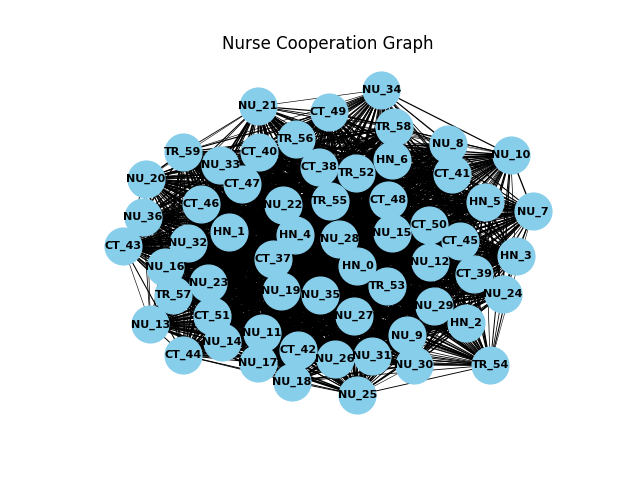 Nurse Cooperation Graph
NU_34
NU_21
CT_49
TR_58
TR_56
NU_8
TR_59
CT_40
NU_10
HN_6
NU_33
CT_38
TR_52
CT_41
NU_20
CT_47
TR_55
CT_48
HN_5
CT_46
NU_22
NU_7
NU_36
CT_50
HN_1
HN_4
NU_15
NU_28
CT_45
NU_32
CT_43
HN_3
CT_37
NU_12
NU_16
HN_0
CT_39
NU_23
TR_53
NU_19
NU_35
TR_57
NU_24
NU_29
CT_51
NU_27
HN_2
NU_13
NU_11
NU_9
NU_14
CT_42
CT_44
NU_26
NU_31
NU_17
NU_30
TR_54
NU_18
NU_25